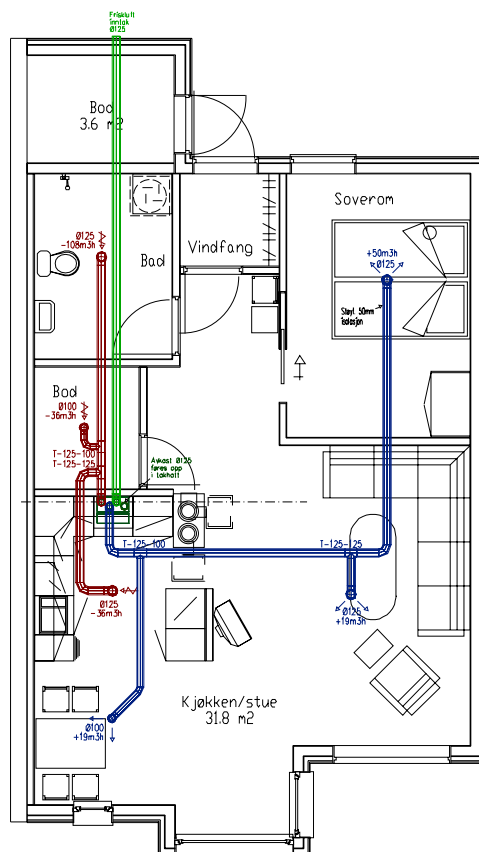 Friskluft
inntak
Ø125
Bod
3.6 m2
Soverom
Ø125
-108m3h
Bad
Vindfang
+50m3h
Ø125
Støyl 50mm
isolasjon
Bod
Ø100
-36m3h
T-125-100
T-125-125
Avkast Ø125
føres opp
i takhatt
T-125-100
T-125-125
Ø125
-36m3h
Ø125
+19m3h
Kjøkken/stue
31.8 m2
Ø100
+19m3h